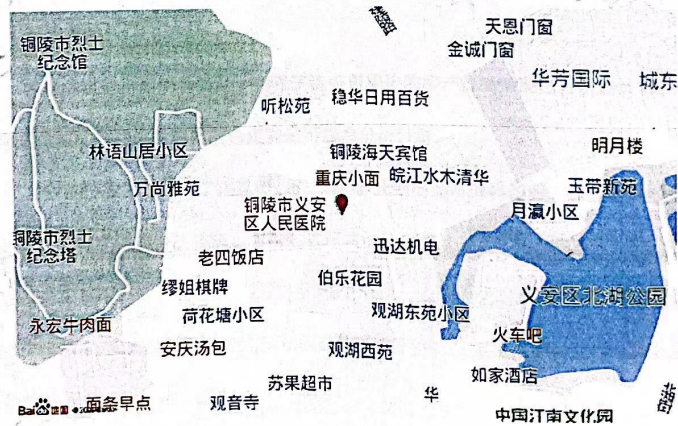 天恩门窗
金诚门窗
铜陵市烈士
纪念馆
华芳国际
城东
听松苑
稳华日用百货
明月楼
林语山居小区
铜陵海天宾馆
重庆小面
皖江水木清华
万尚雅苑
玉带新苑
铜陵市义安
区人民医院
月瀛小区
铜陵市烈士
纪念塔
迅达机电
老四饭店
伯乐花园
缪姐棋牌
义安区北湖公园
荷花塘小区
观湖东苑小区
永宏牛肉面
火车吧
安庆汤包
观湖西苑
如家酒店
苏果超市
华
面条早点
观音寺
中国江南文化园